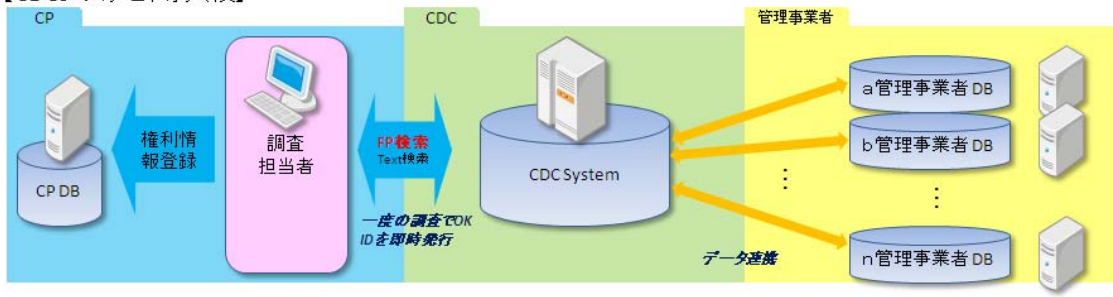 CP
CDC
管理事業者
CP DB
権利情
報登録
調査
担当者
FP検索
Text検索
一度の調査でOK
IDを即時発行
CDC System
データ連携
a管理事業者 DB
b管理事業者 DB
n管理事業者 DB